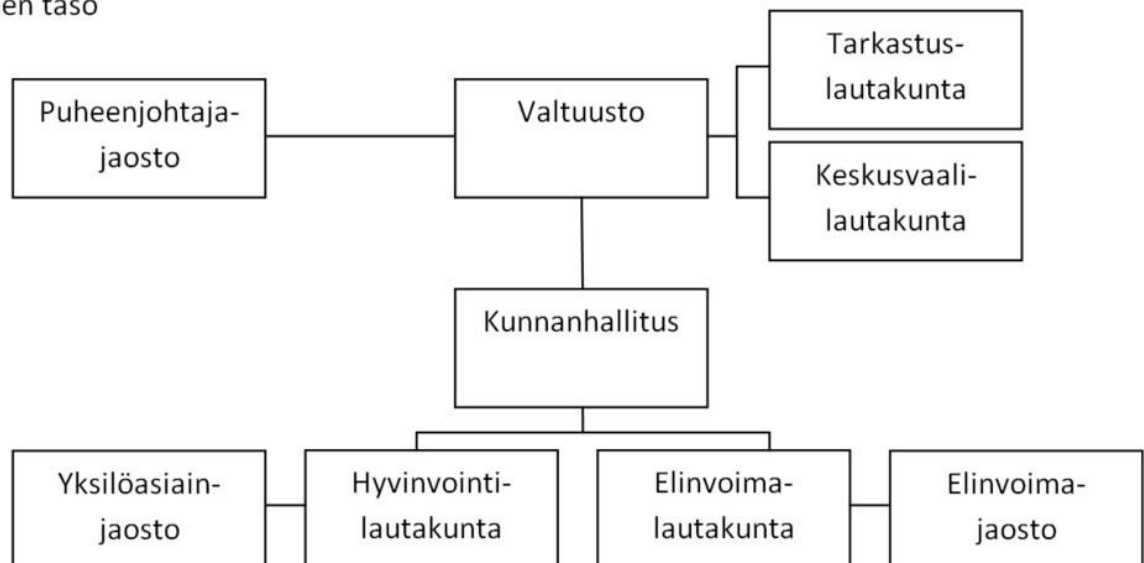 en taso
Tarkastus-
lautakunta
Puheenjohtaja-
jaosto
Valtuusto
Keskusvaali-
lautakunta
Kunnanhallitus
Yksilöasiain-
jaosto
Hyvinvointi-
lautakunta
Elinvoima-
lautakunta
Elinvoima-
jaosto